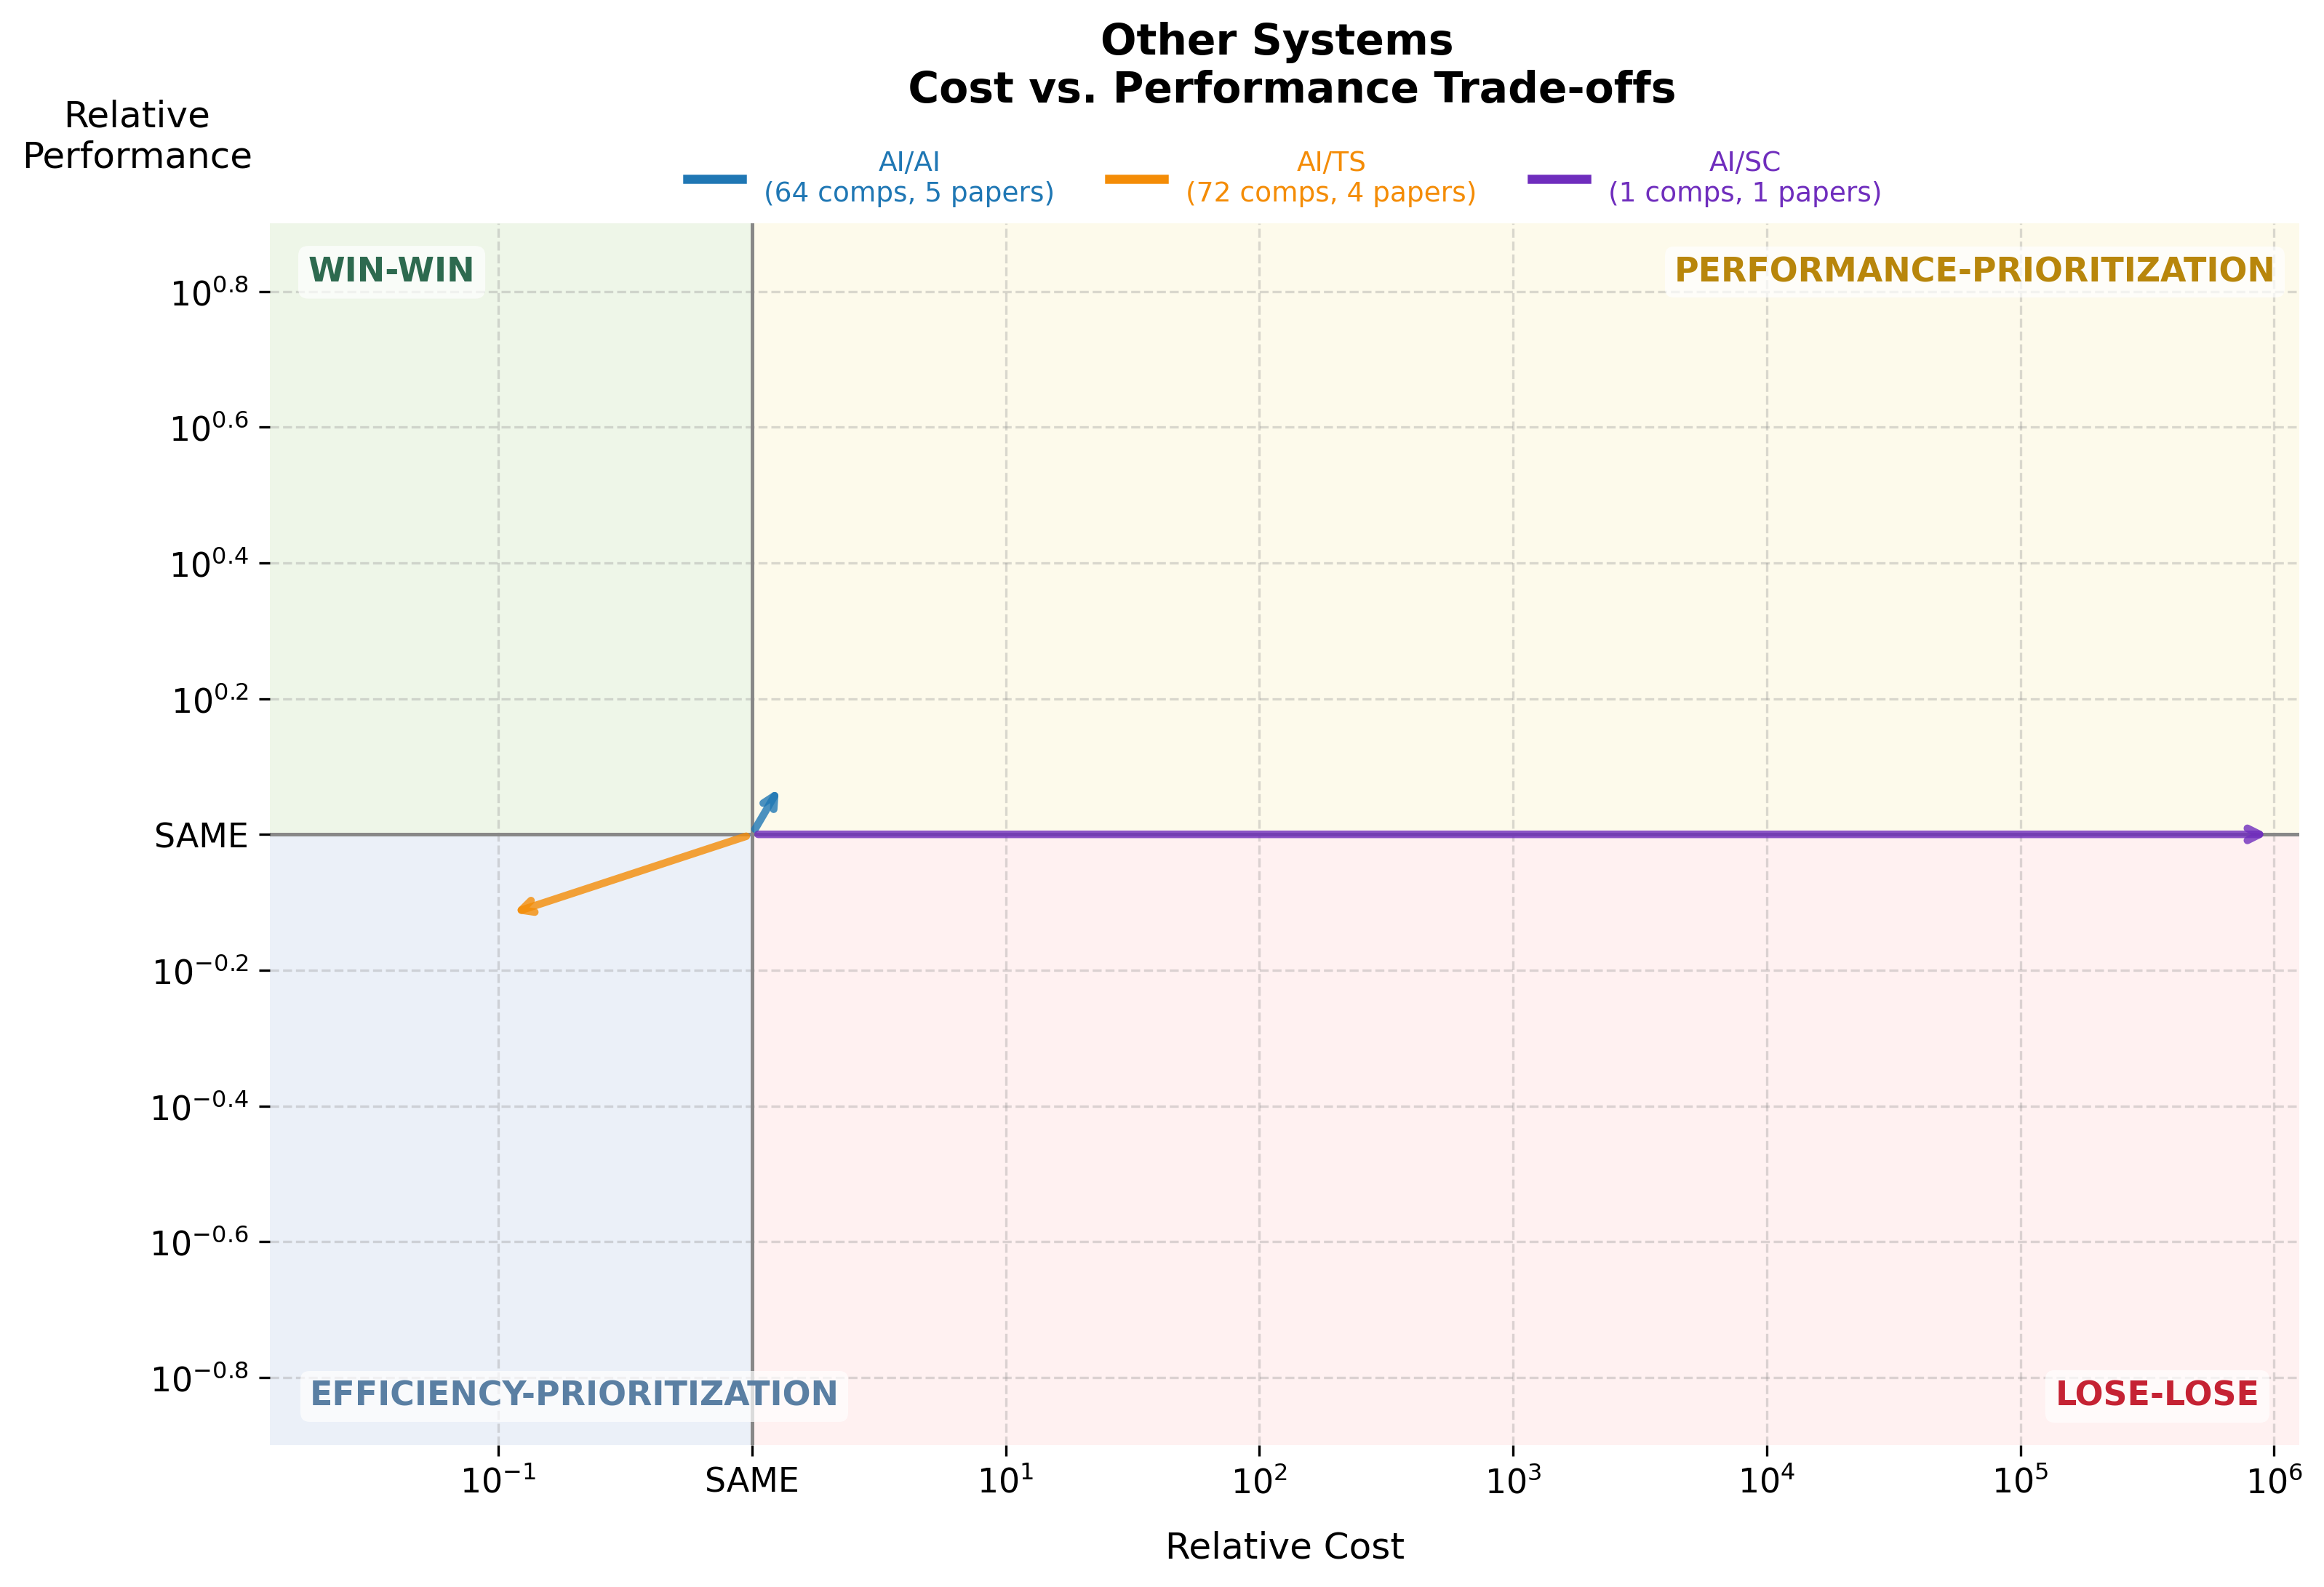 Other Systems
Cost vs. Performance Trade-offs
Relative
Performance
AI/AI
(64 comps, 5 papers)
AI/TS
(72 comps, 4 papers)
AI/SC
(1 comps, 1 papers)
WIN-WIN
PERFORMANCE-PRIORITIZATION
10^0.8
10^0.6
10^0.4
10^0.2
SAME
10^−0.2
10^−0.4
10^−0.6
10^−0.8
EFFICIENCY-PRIORITIZATION
LOSE-LOSE
10^−1
SAME
10^1
10^2
10^3
10^4
10^5
10^6
Relative Cost